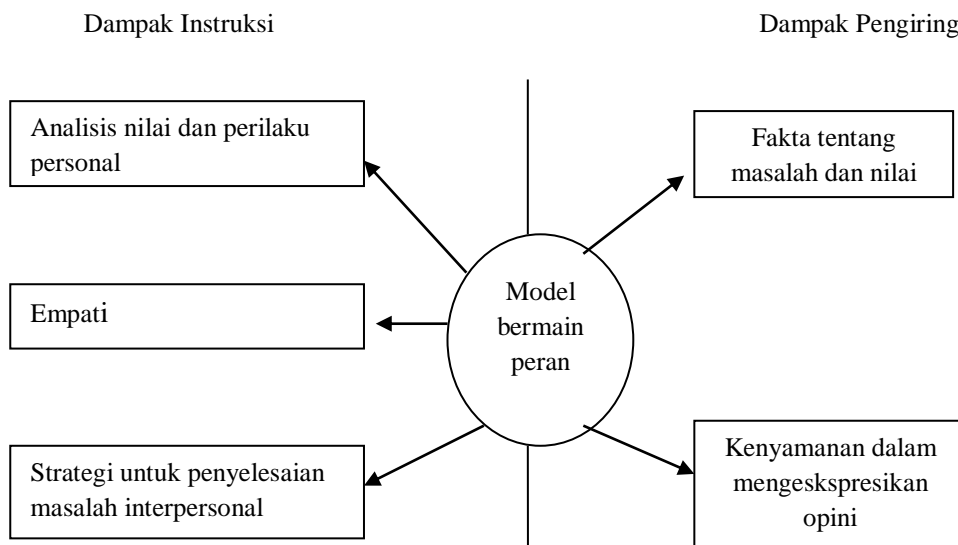 Dampak Instruksi
Dampak Pengiring
Analisis nilai dan perilaku
personal
Fakta tentang
masalah dan nilai
Empati
Model
bermain
peran
Strategi untuk penyelesaian
masalah interpersonal
Kenyamanan dalam
mengeskspresikan
opini